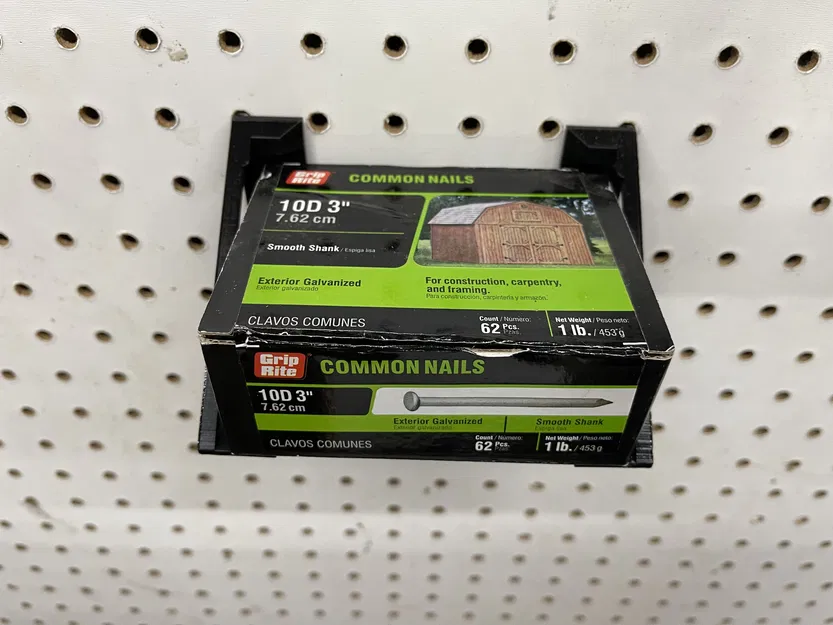 Grip
Rite
COMMON NAILS
10D 3"
7.62 cm
Smooth Shank / Espiga lisa
Exterior Galvanized
Exterior galvanizado
For construction, carpentry,
and framing.
Para construcción, carpintería y armazón.
CLAVOS COMUNES
Count / Número:
62 Pcs.
Pzas.
Net Weight / Peso neto:
1 lb. / 453 g
Grip
Rite
COMMON NAILS
10D 3"
7.62 cm
Exterior Galvanized
Smooth Shank
Espiga lisa
CLAVOS COMUNES
Count / Número:
62 Pcs.
Net Weight / Peso neto:
1 lb. / 453 g